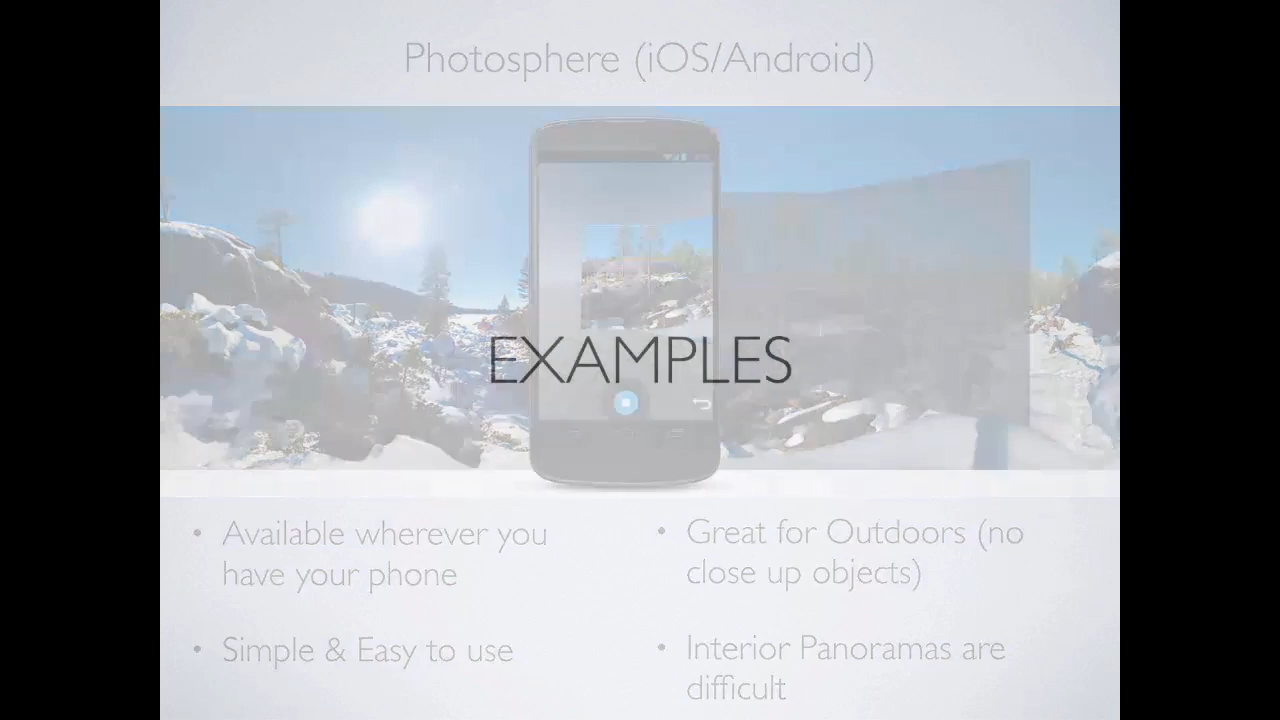 Photosphere (iOS/Android)
EXAMPLES
• Available wherever you
have your phone
• Simple & Easy to use
• Great for Outdoors (no
close up objects)
• Interior Panoramas are
difficult